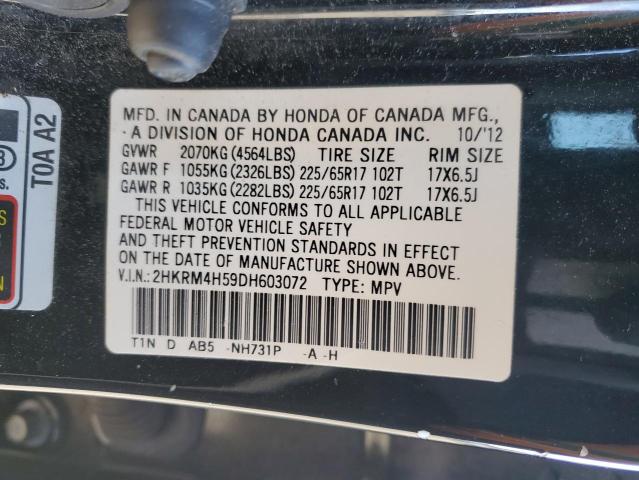 MFD. IN CANADA BY HONDA OF CANADA MFG.,
A DIVISION OF HONDA CANADA INC. 10/'12
GVWR 2070KG (4564LBS) TIRE SIZE RIM SIZE
GAWR F 1055KG (2326LBS) 225/65R17 102T 17X6.5J
GAWR R 1035KG (2282LBS) 225/65R17 102T 17X6.5J
THIS VEHICLE CONFORMS TO ALL APPLICABLE
FEDERAL MOTOR VEHICLE SAFETY
AND THEFT PREVENTION STANDARDS IN EFFECT
ON THE DATE OF MANUFACTURE SHOWN ABOVE.
V.I.N.: 2HKRM4H59DH603072 TYPE: MPV
T1N D AB5 -NH731P -A -H
T0A A2
3
s.
S
N